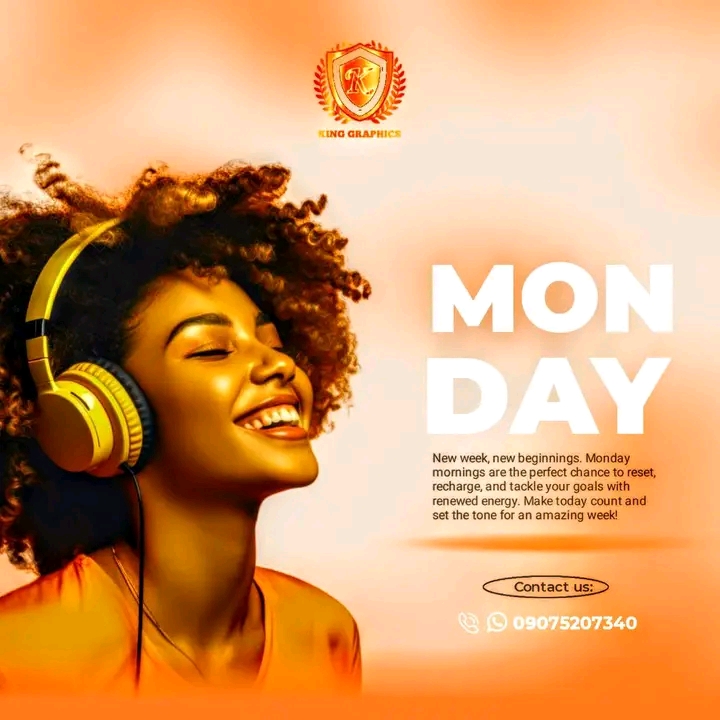 K
KING GRAPHICS
MON
DAY
New week, new beginnings. Monday
mornings are the perfect chance to reset,
recharge, and tackle your goals with
renewed energy. Make today count and
set the tone for an amazing week!
Contact us:
09075207340